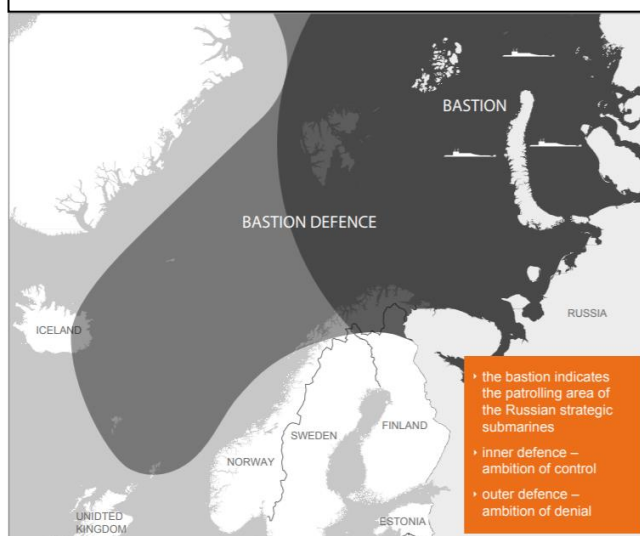 BASTION
BASTION DEFENCE
ICELAND
RUSSIA
FINLAND
SWEDEN
NORWAY
UNIDTED
KINGDOM
ESTONIA
‣ the bastion indicates
the patrolling area of
the Russian strategic
submarines
‣ inner defence –
ambition of control
‣ outer defence –
ambition of denial